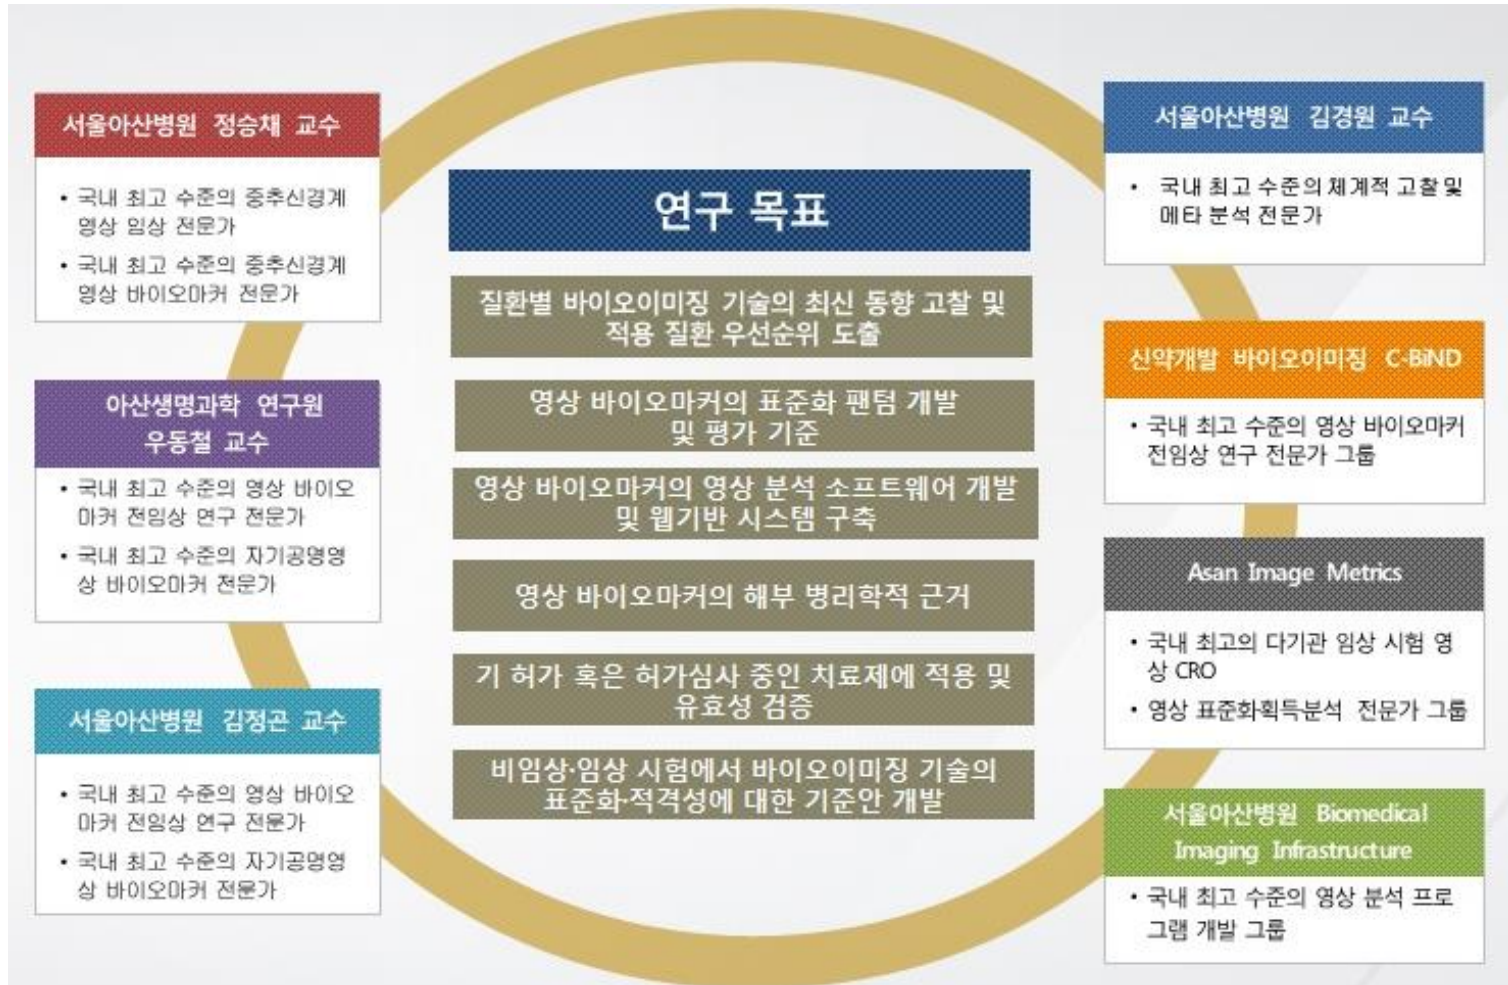 서울아산병원 정승채 교수
• 국내 최고 수준의 중추신경계
영상 임상 전문가
• 국내 최고 수준의 중추신경계
영상 바이오마커 전문가
아산생명과학 연구원
우동철 교수
• 국내 최고 수준의 영상 바이오
마커 전임상 연구 전문가
• 국내 최고 수준의 자기공명영
상 바이오마커 전문가
서울아산병원 김정곤 교수
• 국내 최고 수준의 영상 바이오
마커 전임상 연구 전문가
• 국내 최고 수준의 자기공명영
상 바이오마커 전문가
연구 목표
질환별 바이오이미징 기술의 최신 동향 고찰 및
적용 질환 우선순위 도출
영상 바이오마커의 표준화 팬텀 개발
및 평가 기준
영상 바이오마커의 영상 분석 소프트웨어 개발
및 웹기반 시스템 구축
영상 바이오마커의 해부 병리학적 근거
기 허가 혹은 허가심사 중인 치료제에 적용 및
유효성 검증
비임상·임상 시험에서 바이오이미징 기술의
표준화·적격성에 대한 기준안 개발
서울아산병원 김경원 교수
• 국내 최고 수준의 체계적 고찰 및
메타 분석 전문가
신약개발 바이오이미징 C-BiND
• 국내 최고 수준의 영상 바이오마커
전임상 연구 전문가 그룹
Asan Image Metrics
• 국내 최고의 다기관 임상 시험 영
상 CRO
• 영상 표준화획득분석 전문가 그룹
서울아산병원 Biomedical
Imaging Infrastructure
• 국내 최고 수준의 영상 분석 프로
그램 개발 그룹